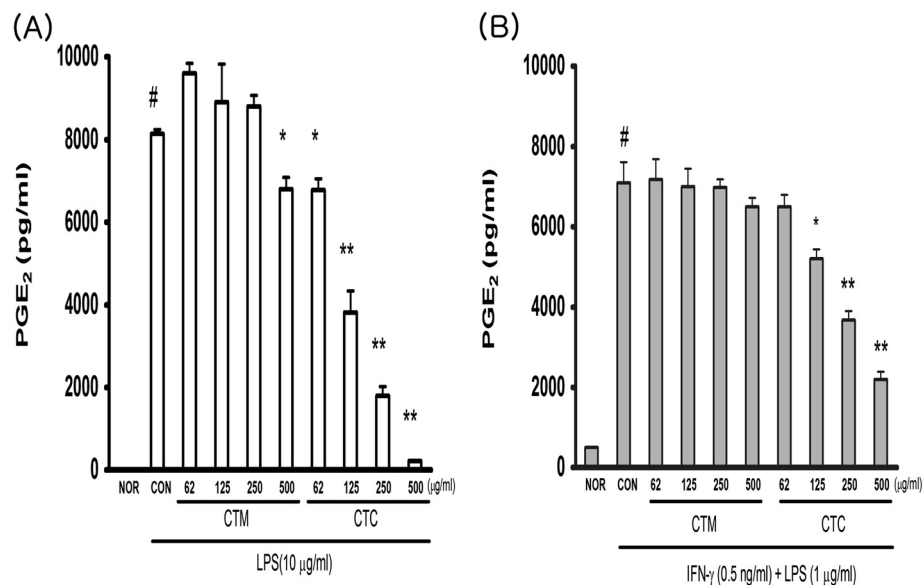 (A)
PGE₂ (pg/ml)
10000
8000
6000
4000
2000
0
#
*
*
**
**
**
NOR CON 62 125 250 500 62 125 250 500 (μg/ml)
CTM CTC
LPS(10 μg/ml)
(B)
PGE₂ (pg/ml)
10000
8000
6000
4000
2000
0
#
*
**
**
NOR CON 62 125 250 500 62 125 250 500 (μg/ml)
CTM CTC
IFN-γ (0.5 ng/ml) + LPS (1 μg/ml)